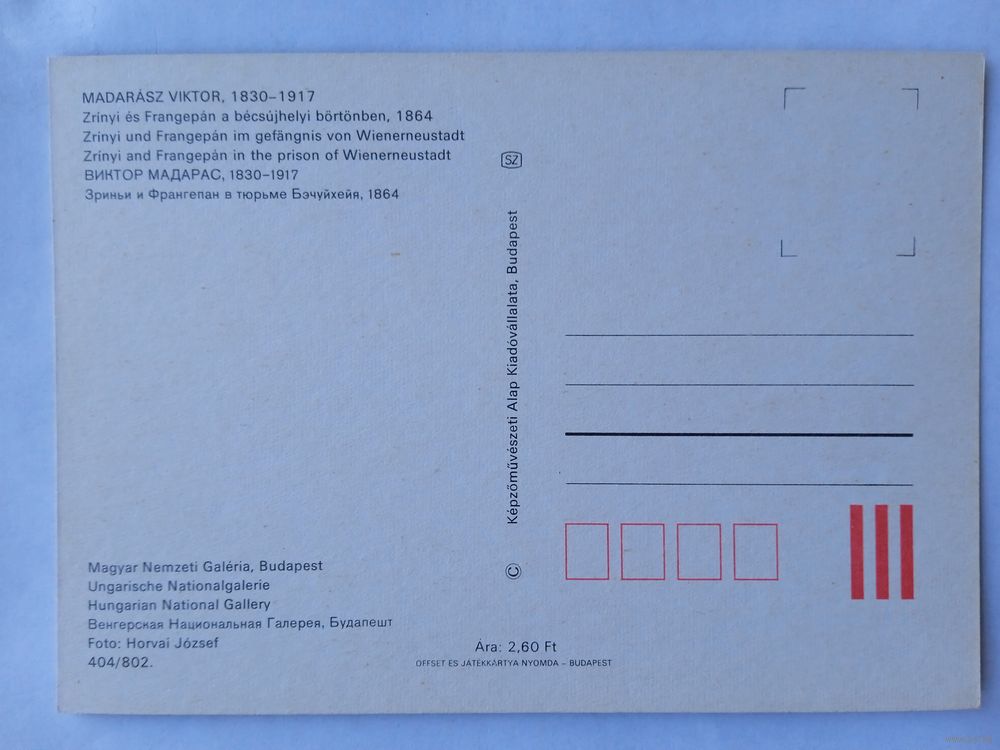 MADARÁSZ VIKTOR, 1830–1917
Zrínyi és Frangepán a bécsújhelyi börtönben, 1864
Zrínyi und Frangepán im gefängnis von Wienerneustadt
Zrínyi and Frangepán in the prison of Wienerneustadt
ВИКТОР МАДАРАС, 1830–1917
Зриньи и Франгепан в тюрьме Бэчуйхейя, 1864
SZ
© Képzőművészeti Alap Kiadóvállalata, Budapest
Magyar Nemzeti Galéria, Budapest
Ungarische Nationalgalerie
Hungarian National Gallery
Венгерская Национальная Галерея, Будапешт
Foto: Horvai József
404/802.
Ára: 2,60 Ft
OFFSET ES JÁTÉKKÁRTYA NYOMDA – BUDAPEST